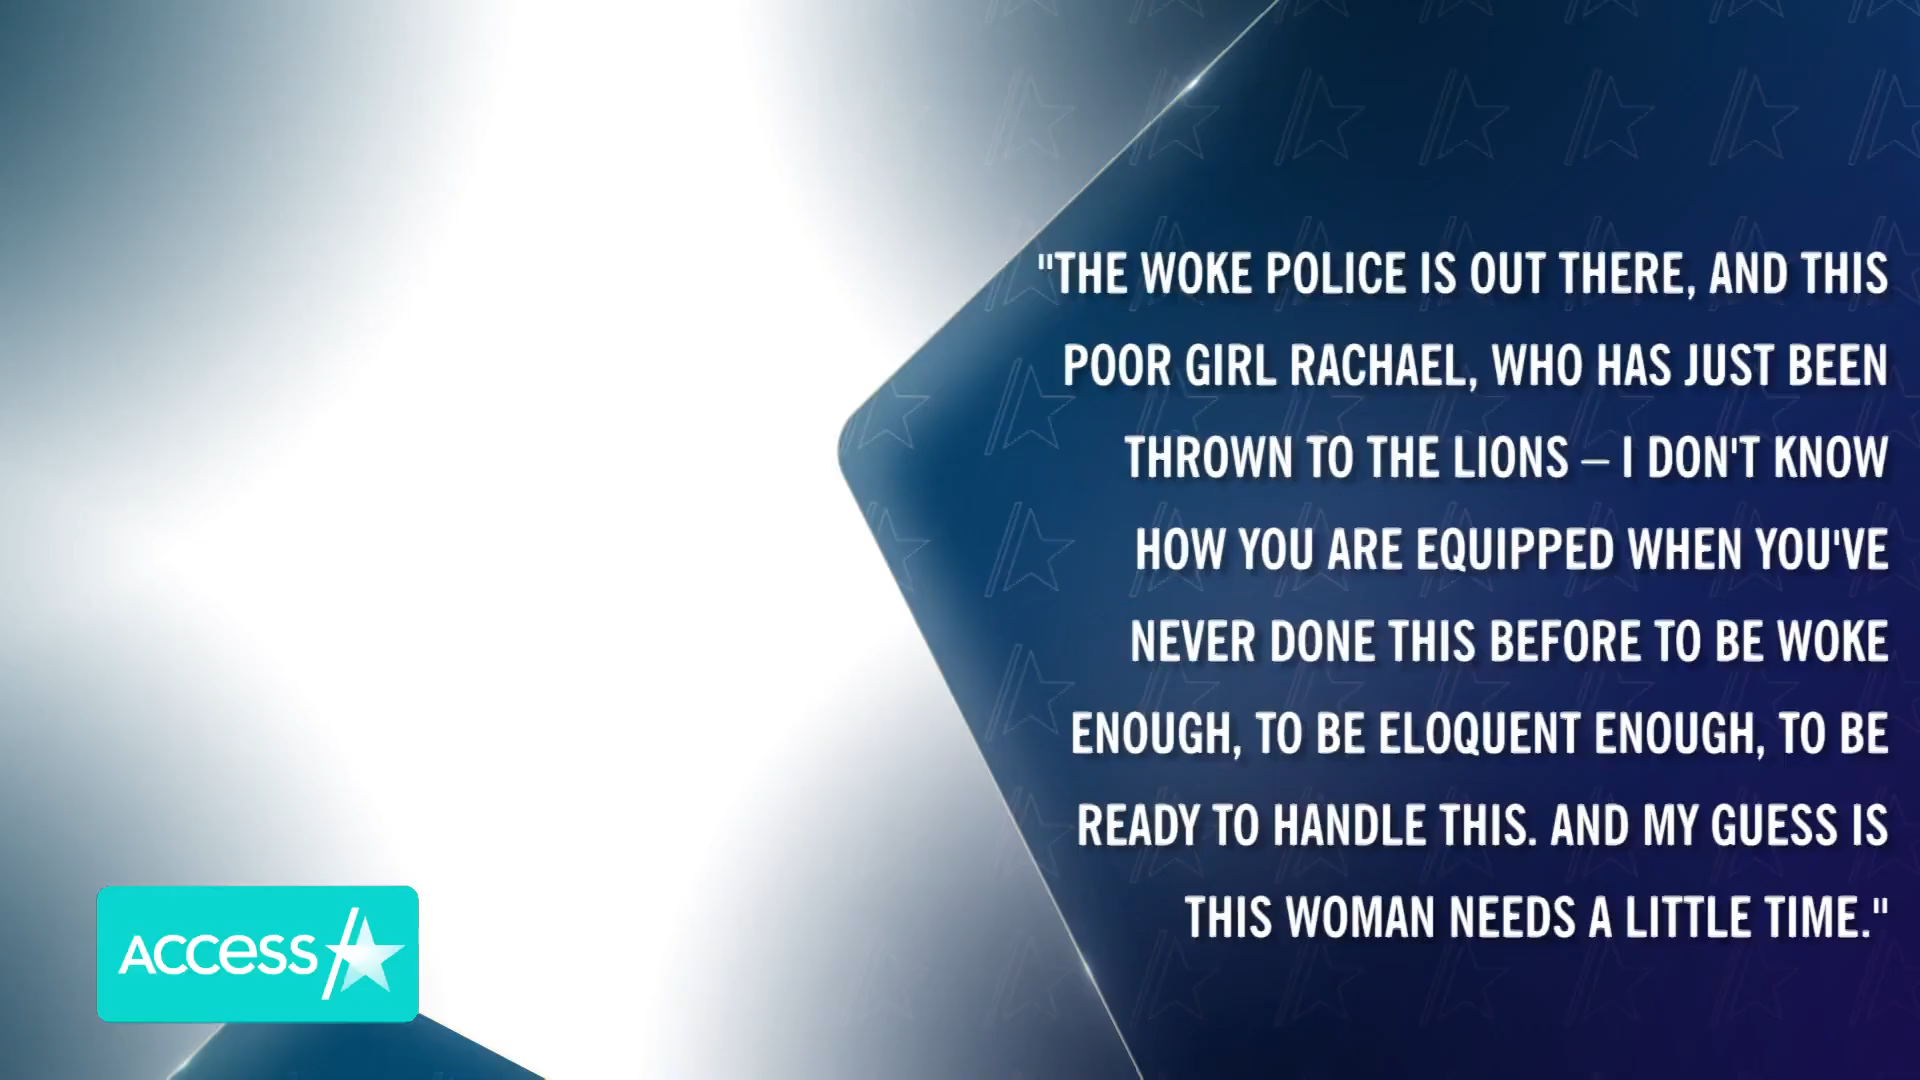 "THE WOKE POLICE IS OUT THERE, AND THIS
POOR GIRL RACHAEL, WHO HAS JUST BEEN
THROWN TO THE LIONS – I DON'T KNOW
HOW YOU ARE EQUIPPED WHEN YOU'VE
NEVER DONE THIS BEFORE TO BE WOKE
ENOUGH, TO BE ELOQUENT ENOUGH, TO BE
READY TO HANDLE THIS. AND MY GUESS IS
THIS WOMAN NEEDS A LITTLE TIME."
ACCESS